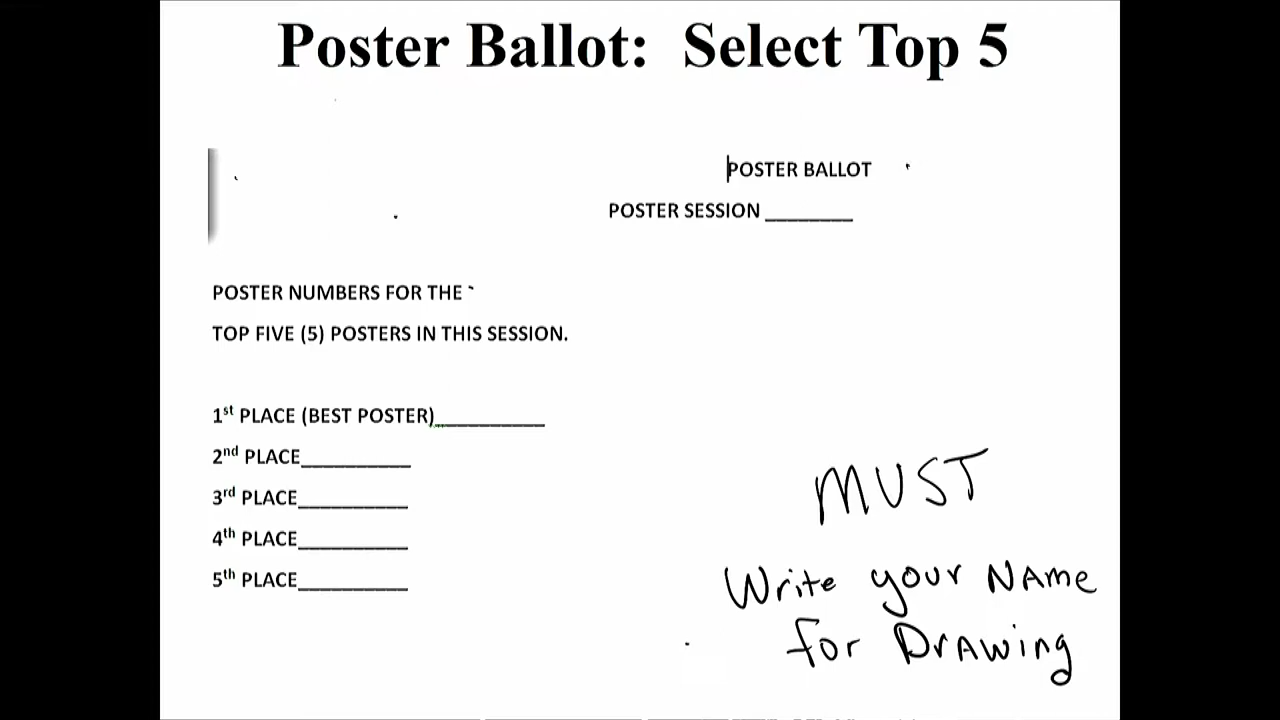 Poster Ballot:  Select Top 5
POSTER BALLOT
POSTER SESSION ________
POSTER NUMBERS FOR THE
TOP FIVE (5) POSTERS IN THIS SESSION.
1st PLACE (BEST POSTER)__________
2nd PLACE__________
3rd PLACE__________
4th PLACE__________
5th PLACE__________
MUST
Write your NAme
for DrAwing